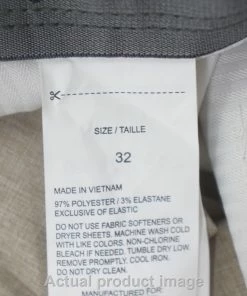 SIZE / TAILLE
32
MADE IN VIETNAM
97% POLYESTER / 3% ELASTANE
EXCLUSIVE OF ELASTIC
DO NOT USE FABRIC SOFTENERS OR
DRYER SHEETS. MACHINE WASH COLD
WITH LIKE COLORS. NON-CHLORINE
BLEACH IF NEEDED. TUMBLE DRY LOW.
REMOVE PROMPTLY. COOL IRON.
DO NOT DRY CLEAN.
Actual product image
MANUFACTURED FOR